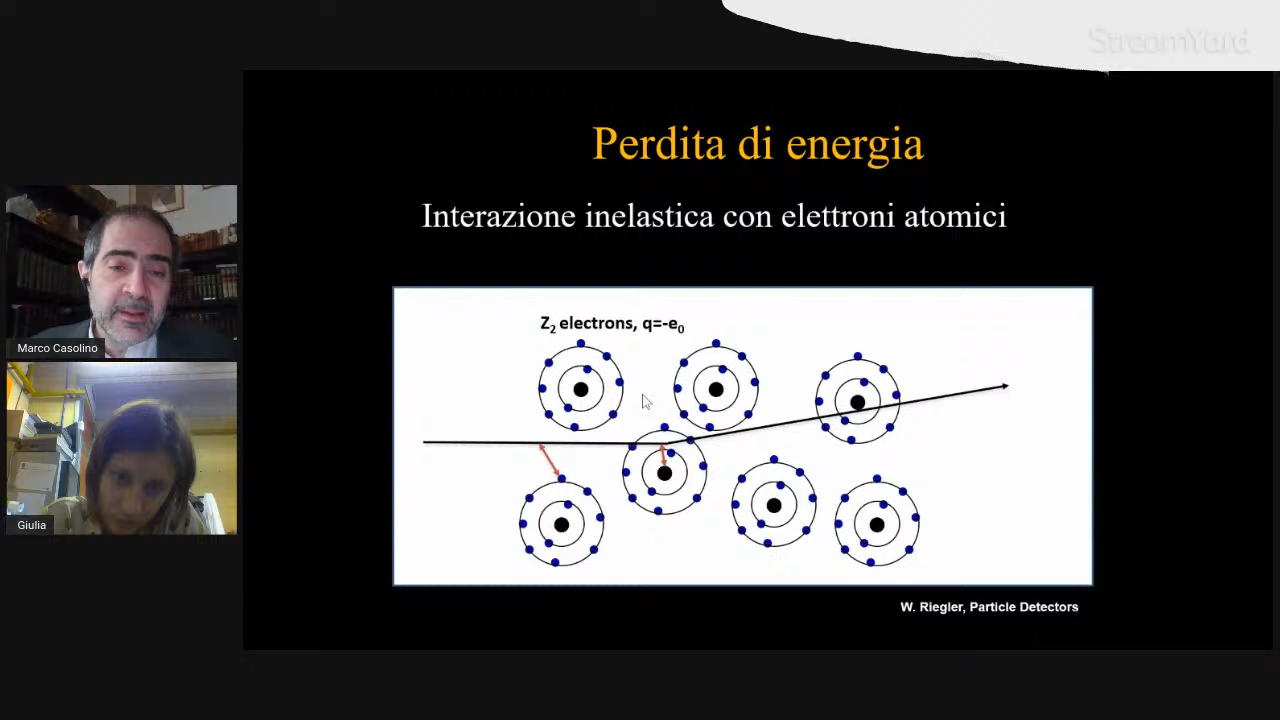 StreamYard
Perdita di energia
Interazione inelastica con elettroni atomici
Z₂ electrons, q=-e₀
Marco Casolino
Giulia
W. Riegler, Particle Detectors